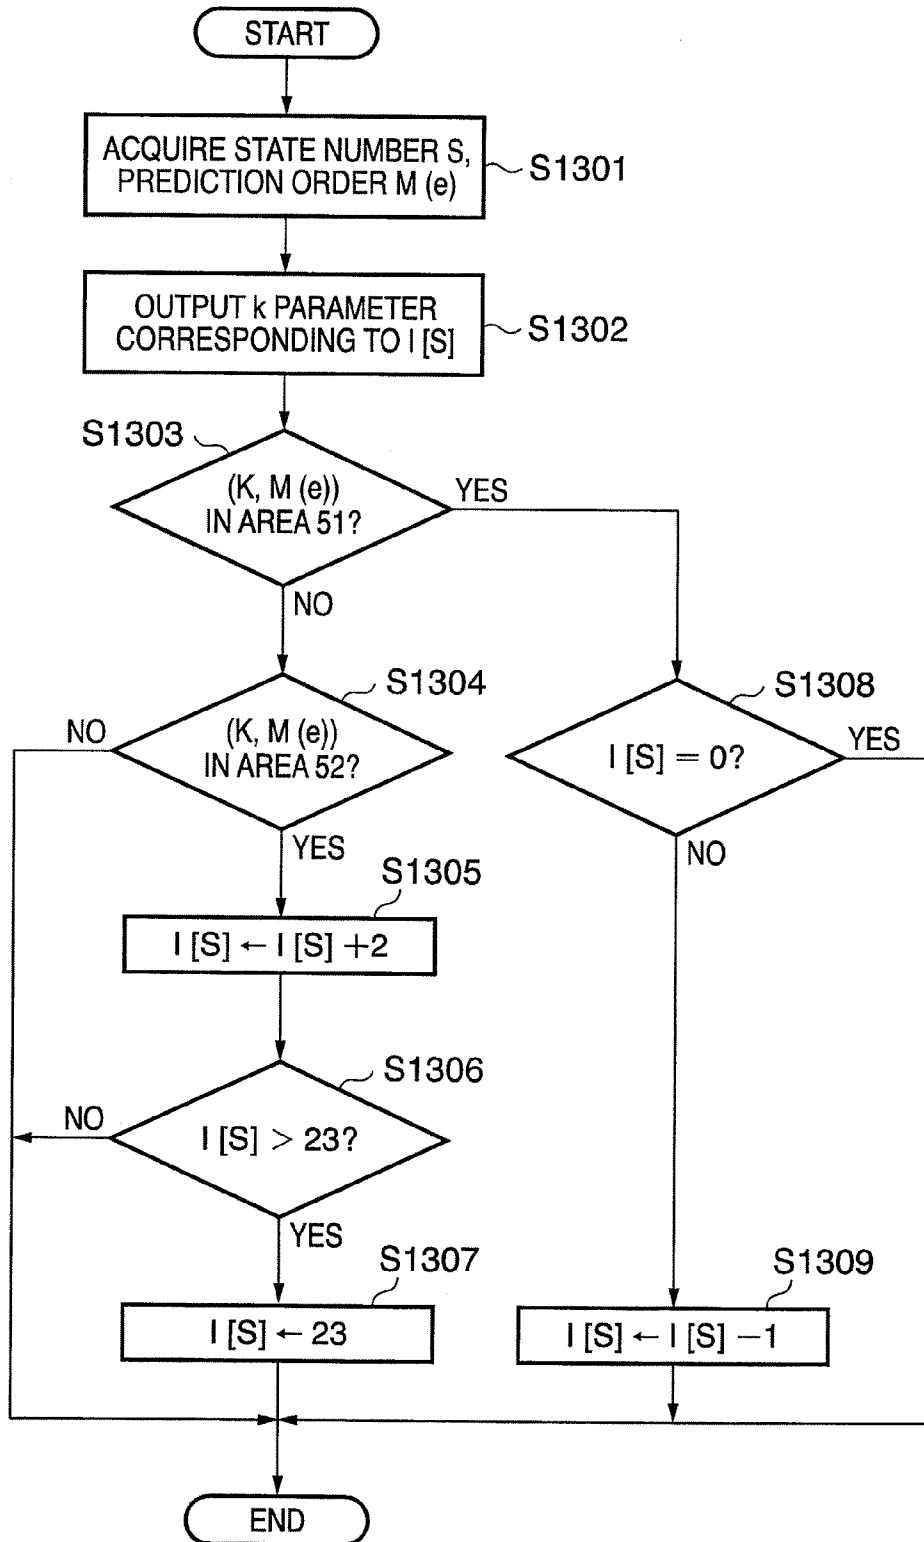 START
ACQUIRE STATE NUMBER S,
PREDICTION ORDER M (e)
S1301
OUTPUT k PARAMETER
CORRESPONDING TO I [S]
S1302
S1303
(K, M (e))
IN AREA 51?
YES
NO
S1304
(K, M (e))
IN AREA 52?
NO
YES
S1308
I [S] = 0?
YES
NO
S1305
I [S] ← I [S] +2
S1306
I [S] > 23?
NO
YES
S1307
I [S] ← 23
S1309
I [S] ← I [S] −1
END